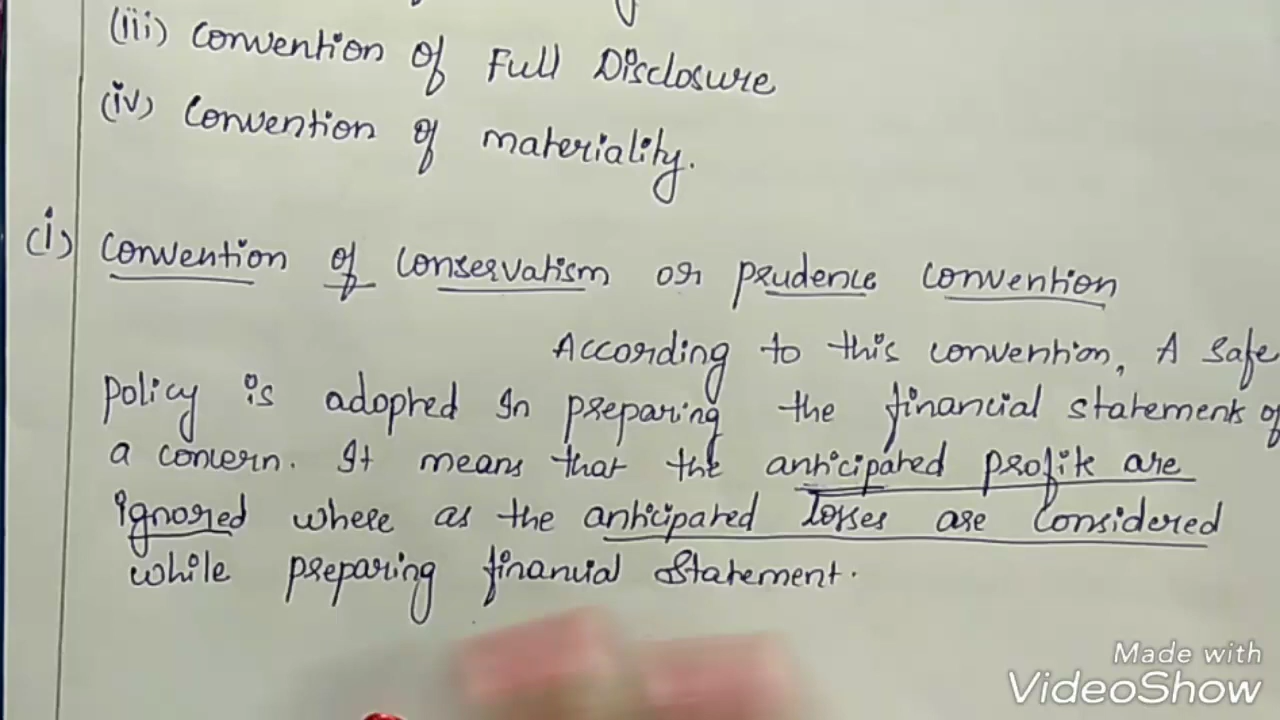 (iii) Convention of Full Disclosure
(iv) Convention of materiality.
(i) Convention of Conservatism or prudence convention
According to this convention, A safe
policy is adopted In preparing the financial statement of
a concern. It means that the anticipated profit are
Ignored where as the anticipated losses are Considered
while preparing financial Statement.
Made with
VideoShow